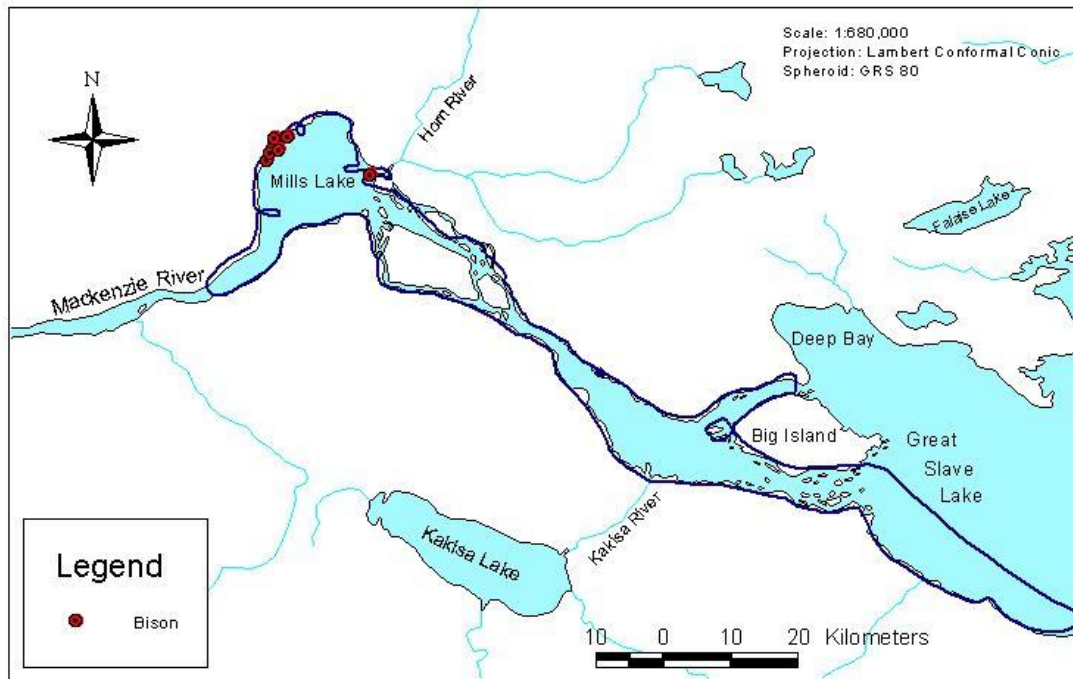 Scale: 1:680,000
Projection: Lambert Conformal Conic
Spheroid: GRS 80
N
Horn River
Mills Lake
Falaise Lake
Mackenzie River
Deep Bay
Big Island
Great
Slave
Lake
Kakisa River
Kakisa Lake
Legend
Bison
10 0 10 20 Kilometers